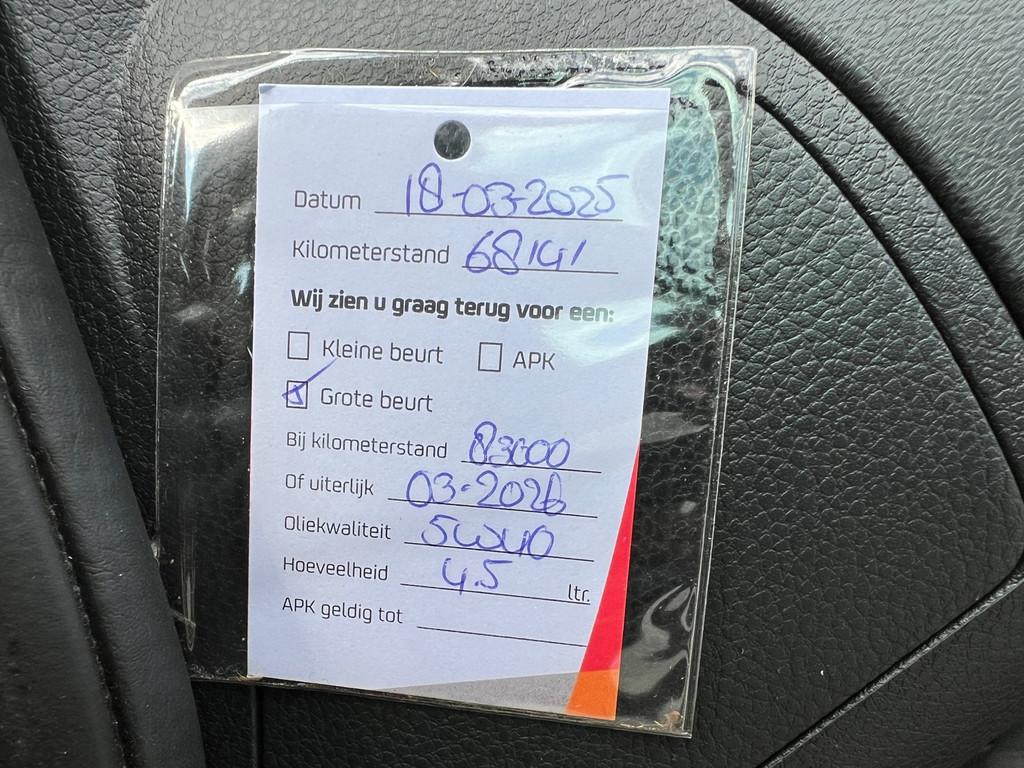 Datum 18-03-2025
Kilometerstand 68141
Wij zien u graag terug voor een:
Kleine beurt APK
Grote beurt
Bij kilometerstand 83000
Of uiterlijk 03-2026
Oliekwaliteit 5W40
Hoeveelheid 4.5 ltr.
APK geldig tot